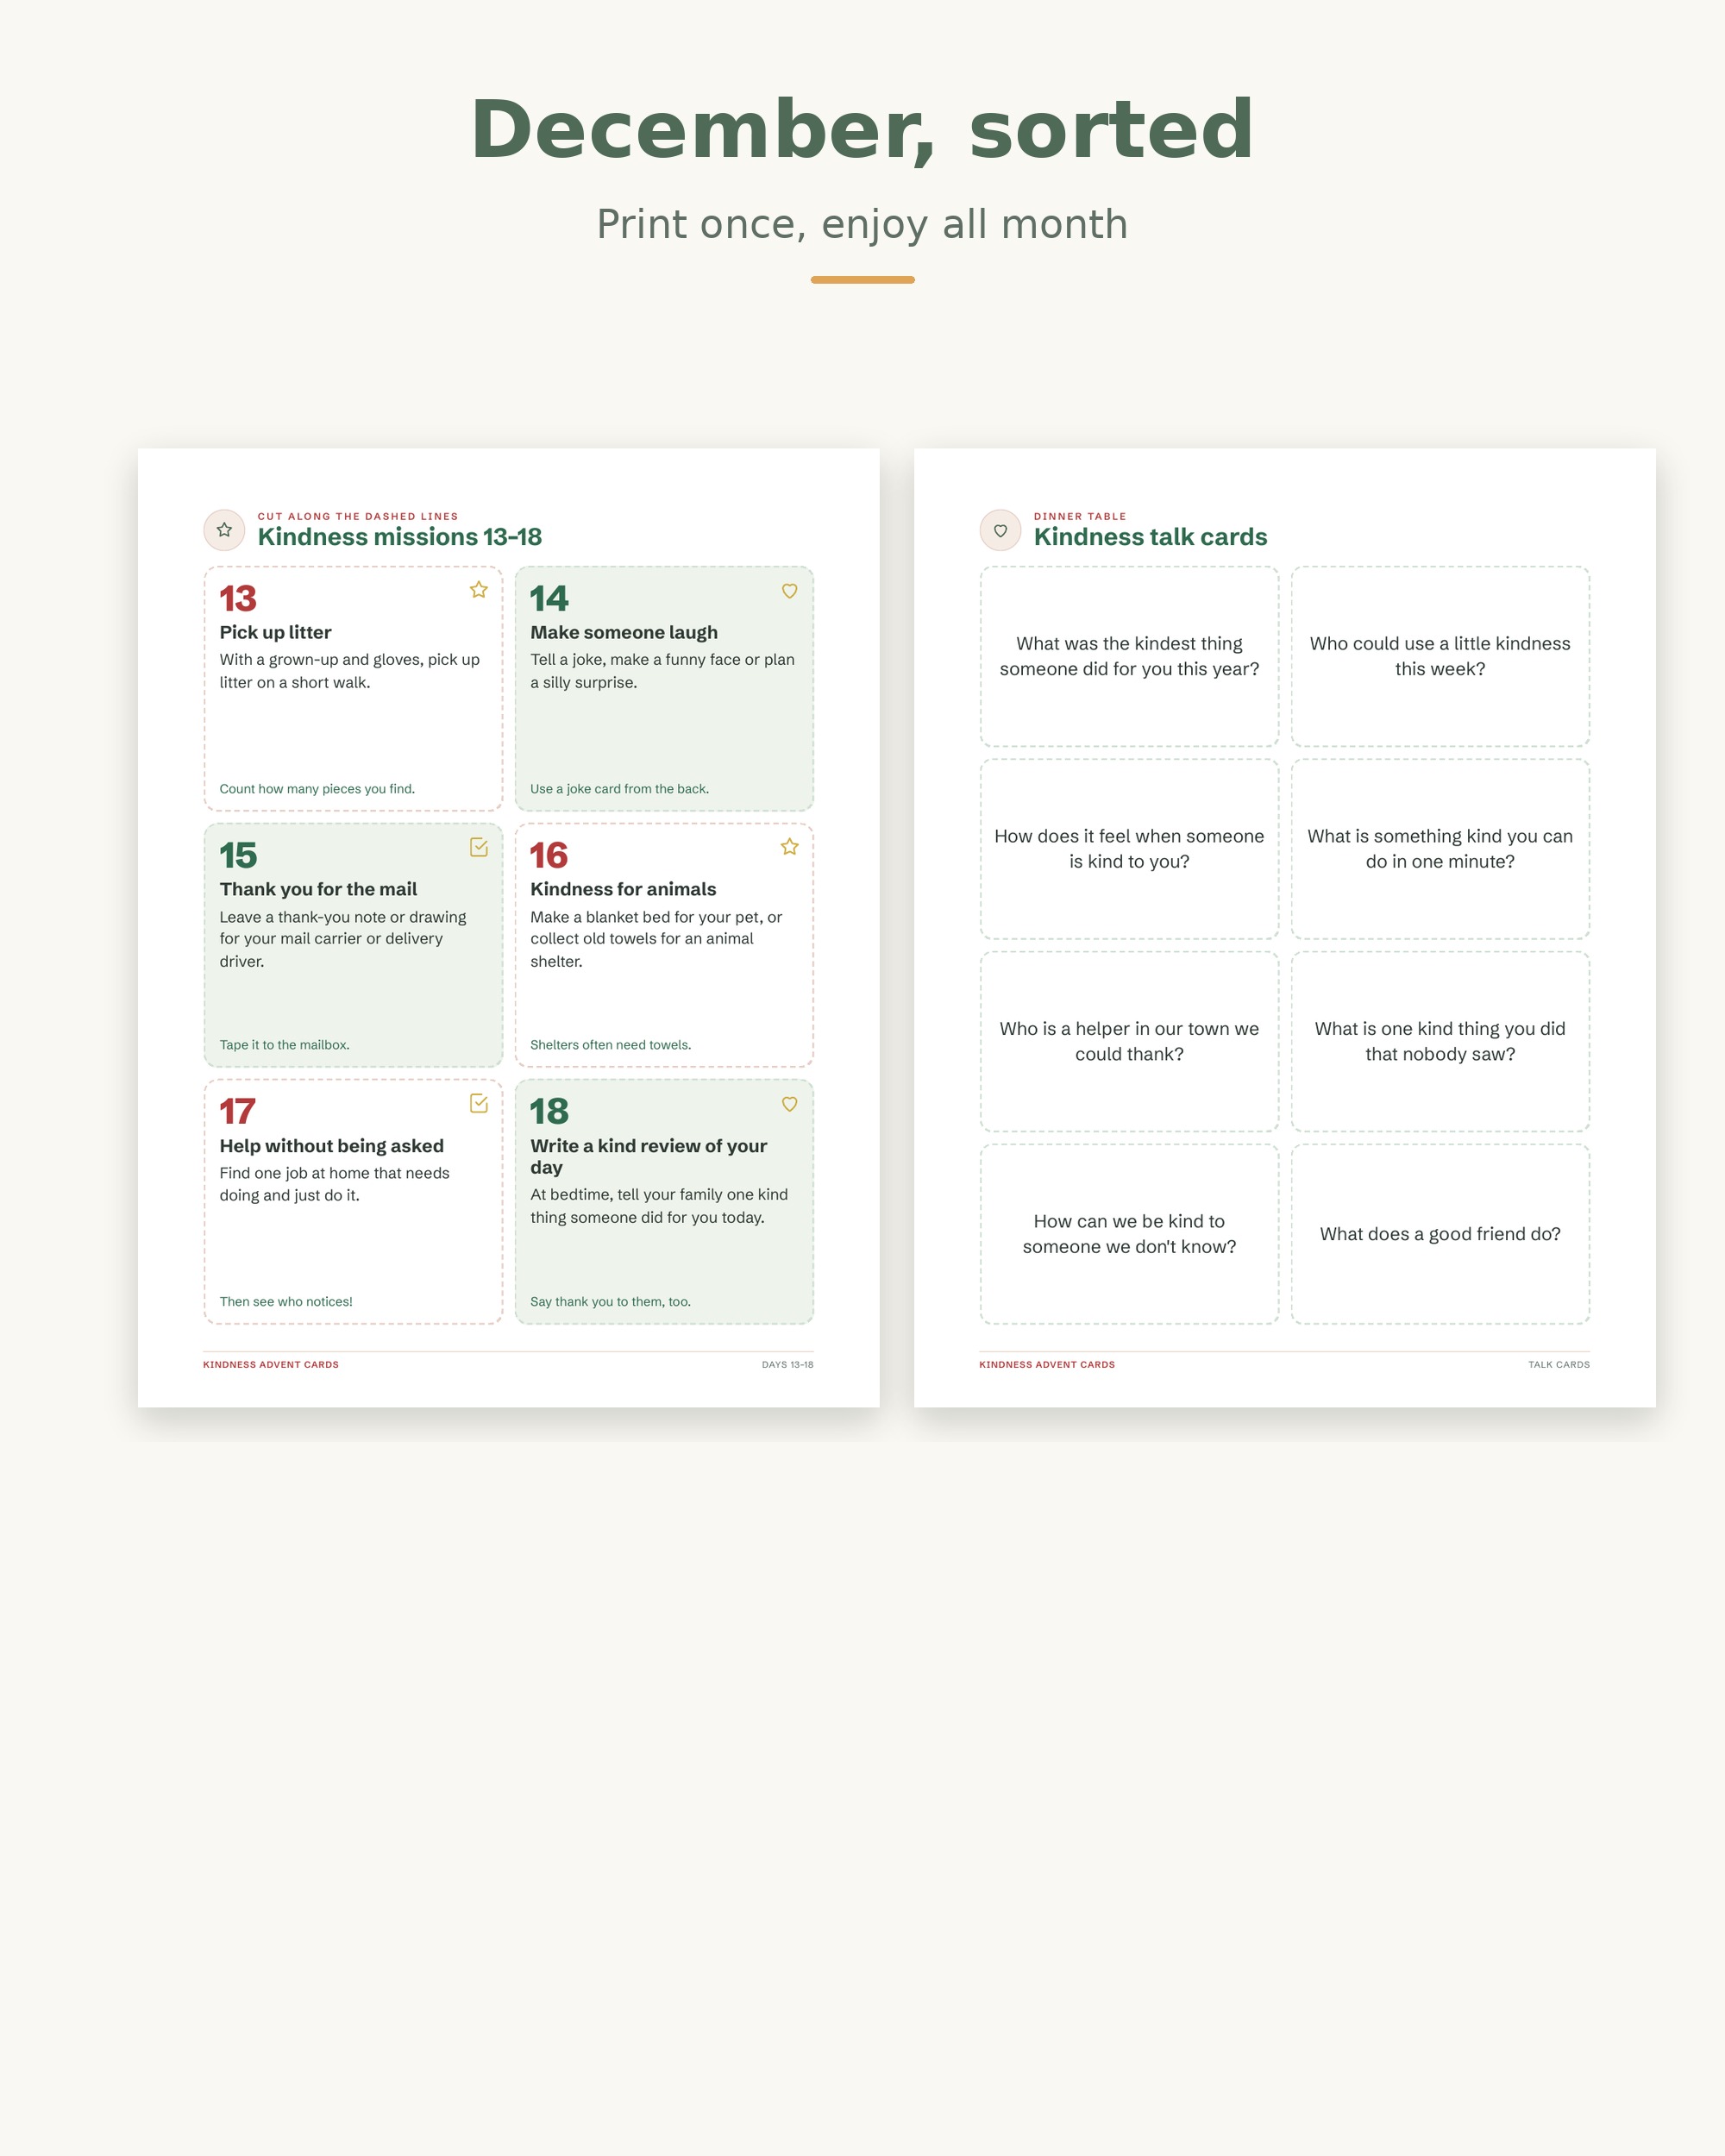 December, sorted
Print once, enjoy all month
CUT ALONG THE DASHED LINES
Kindness missions 13-18
13
Pick up litter
With a grown-up and gloves, pick up
litter on a short walk.
Count how many pieces you find.
14
Make someone laugh
Tell a joke, make a funny face or plan
a silly surprise.
Use a joke card from the back.
15
Thank you for the mail
Leave a thank-you note or drawing
for your mail carrier or delivery
driver.
Tape it to the mailbox.
16
Kindness for animals
Make a blanket bed for your pet, or
collect old towels for an animal
shelter.
Shelters often need towels.
17
Help without being asked
Find one job at home that needs
doing and just do it.
Then see who notices!
18
Write a kind review of your
day
At bedtime, tell your family one kind
thing someone did for you today.
Say thank you to them, too.
KINDNESS ADVENT CARDS
DAYS 13-18
DINNER TABLE
Kindness talk cards
What was the kindest thing
someone did for you this year?
Who could use a little kindness
this week?
How does it feel when someone
is kind to you?
What is something kind you can
do in one minute?
Who is a helper in our town we
could thank?
What is one kind thing you did
that nobody saw?
How can we be kind to
someone we don't know?
What does a good friend do?
KINDNESS ADVENT CARDS
TALK CARDS